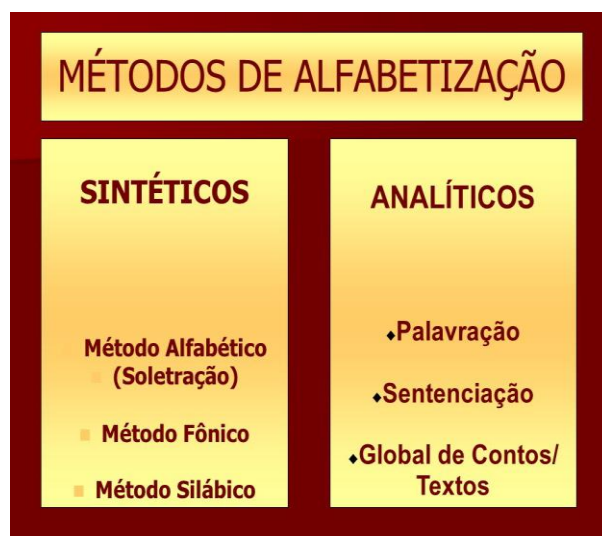 MÉTODOS DE ALFABETIZAÇÃO
SINTÉTICOS
Método Alfabético
(Soletração)
Método Fônico
Método Silábico
ANALÍTICOS
Palavração
Sentenciação
Global de Contos/
Textos